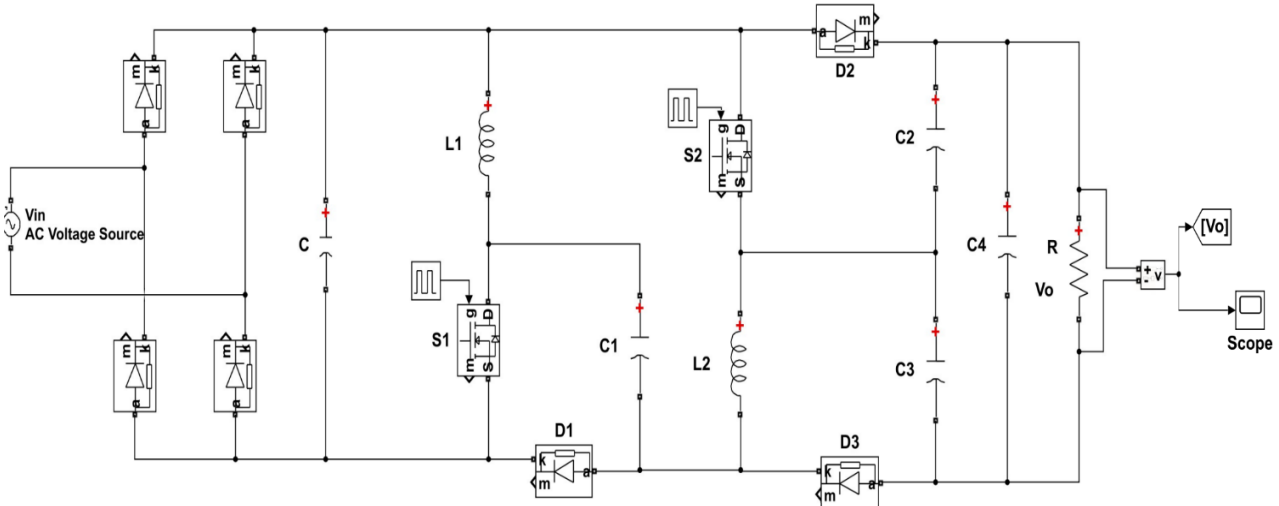 m
k
a
m
k
a
Vin
AC Voltage Source
m
k
a
m
k
a
C
L1
g
D
S1
m
S
C1
D1
k
a
m
g
D
S2
m
S
L2
m
a
k
D2
C2
C3
D3
k
a
m
C4
R
Vo
+
-
v
[Vo]
Scope